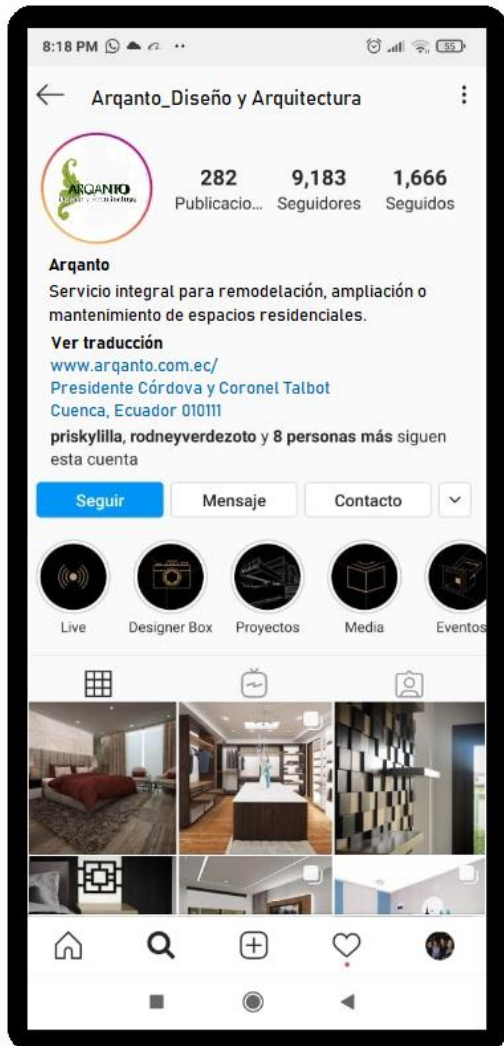 8:18 PM
55
Arqanto_Diseño y Arquitectura
ARQANTO
282 9,183 1,666
Publicacio... Seguidores Seguidos
Arqanto
Servicio integral para remodelación, ampliación o
mantenimiento de espacios residenciales.
Ver traducción
www.arqanto.com.ec/
Presidente Córdova y Coronel Talbot
Cuenca, Ecuador 010111
priskylilla, rodneyverdezoto y 8 personas más siguen
esta cuenta
Seguir Mensaje Contacto
Live Designer Box Proyectos Media Eventos